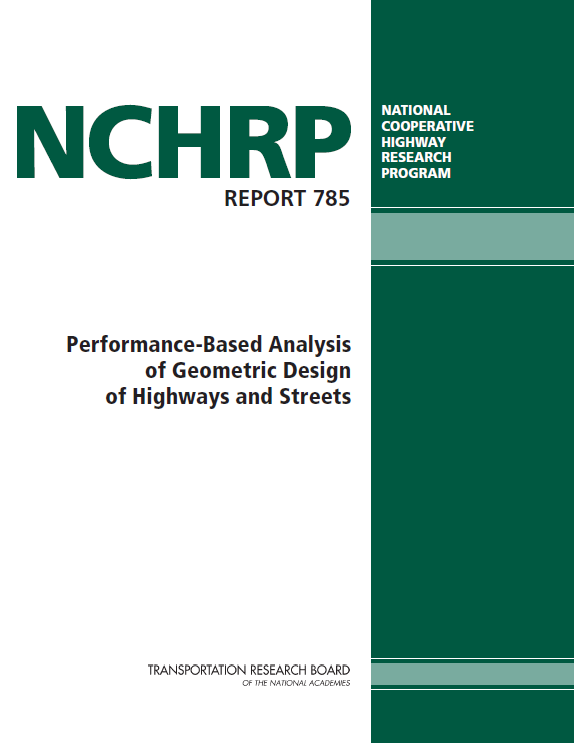 NCHRP
REPORT 785
NATIONAL
COOPERATIVE
HIGHWAY
RESEARCH
PROGRAM
Performance-Based Analysis
of Geometric Design
of Highways and Streets
TRANSPORTATION RESEARCH BOARD
OF THE NATIONAL ACADEMIES